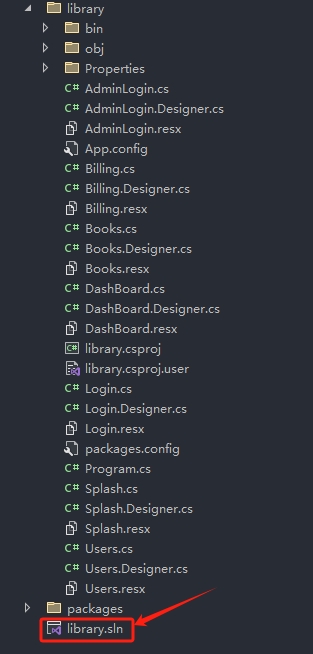 library
bin
obj
Properties
AdminLogin.cs
AdminLogin.Designer.cs
AdminLogin.resx
App.config
Billing.cs
Billing.Designer.cs
Billing.resx
Books.cs
Books.Designer.cs
Books.resx
DashBoard.cs
DashBoard.Designer.cs
DashBoard.resx
library.csproj
library.csproj.user
Login.cs
Login.Designer.cs
Login.resx
packages.config
Program.cs
Splash.cs
Splash.Designer.cs
Splash.resx
Users.cs
Users.Designer.cs
Users.resx
packages
library.sln